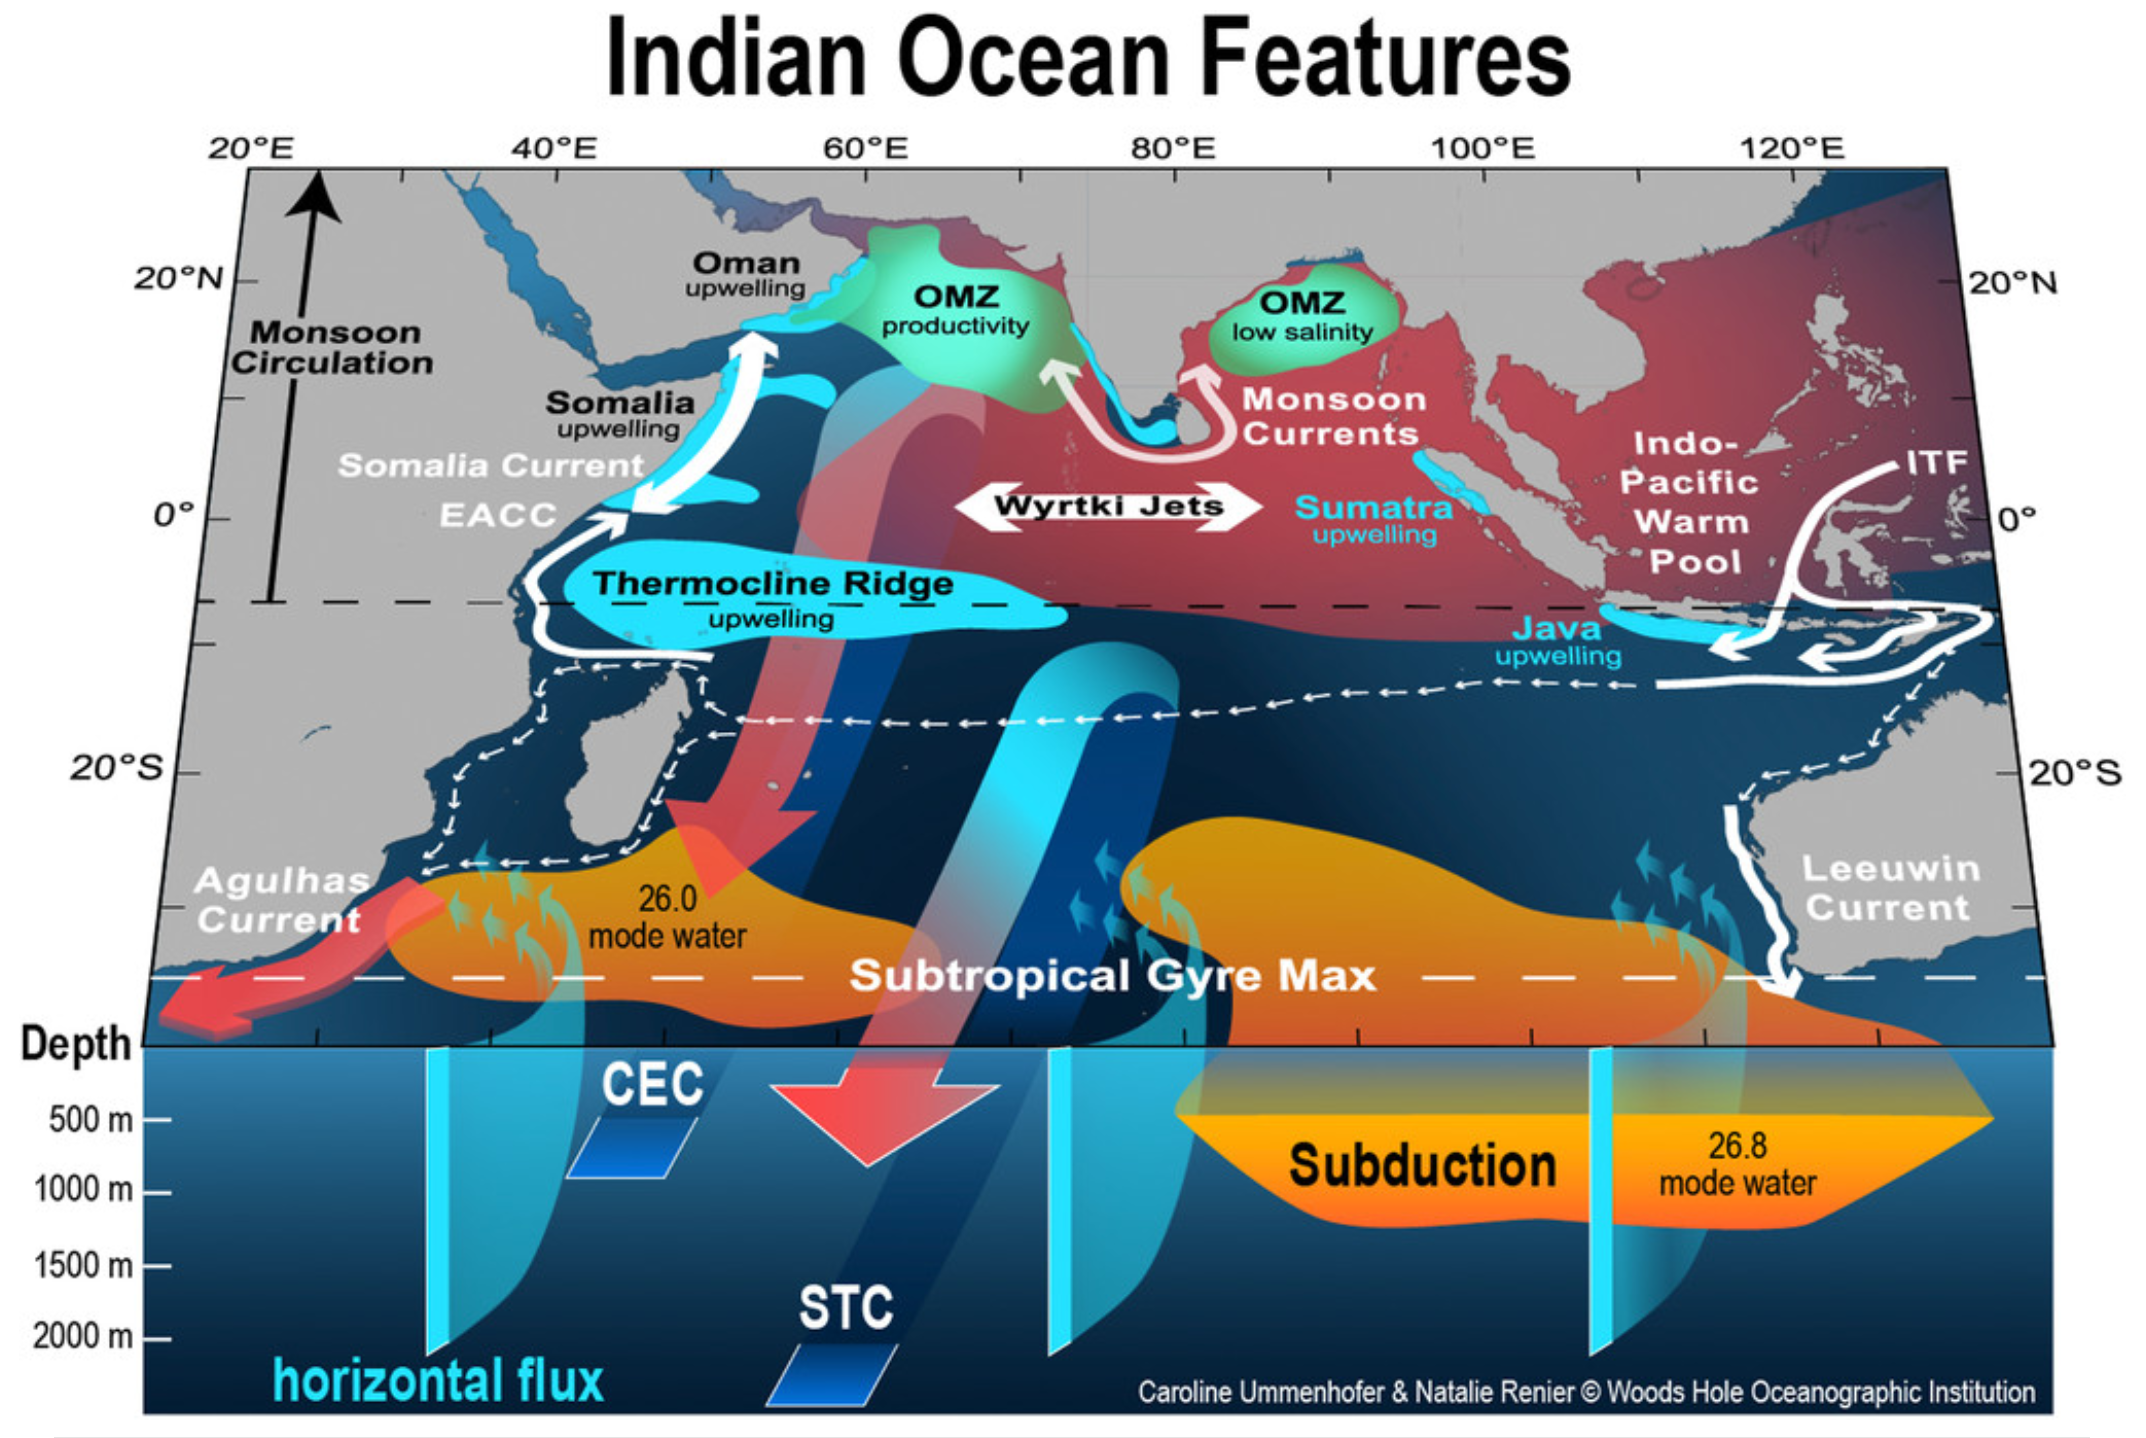 Indian Ocean Features
20°E 40°E 60°E 80°E 100°E 120°E
20°N
20°N
Oman
upwelling
OMZ
productivity
OMZ
low salinity
Monsoon
Circulation
Somalia
upwelling
Monsoon
Currents
Somalia Current
EACC
Indo-
Pacific
Warm
Pool
ITF
0°
0°
Wyrtki Jets
Sumatra
upwelling
Thermocline Ridge
upwelling
Java
upwelling
20°S
20°S
Agulhas
Current
26.0
mode water
Leeuwin
Current
Subtropical Gyre Max
Depth
500 m
1000 m
1500 m
2000 m
CEC
Subduction
26.8
mode water
STC
horizontal flux
Caroline Ummenhofer & Natalie Renier © Woods Hole Oceanographic Institution